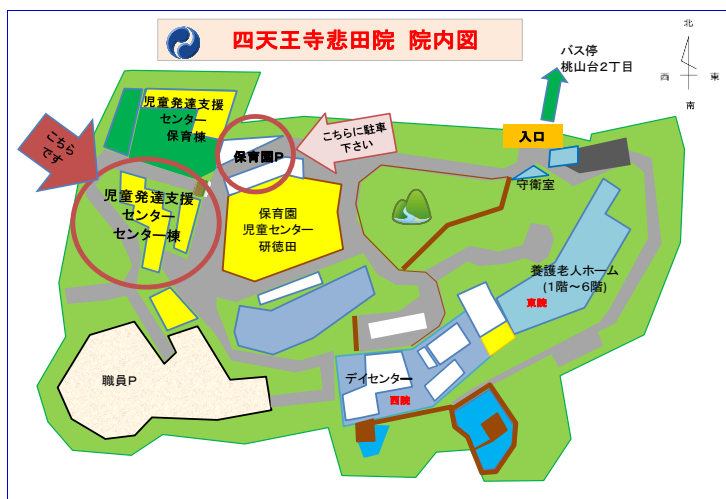 四天王寺悲田院 院内図
北
西 東
南
バス停
桃山台2丁目
入口
守衛室
児童発達支援
センター
保育棟
こちら
です
保育園P
こちらに駐車
下さい
児童発達支援
センター
センター棟
保育園
児童センター
研徳田
養護老人ホーム
(1階～6階)
東院
デイセンター
西院
職員P